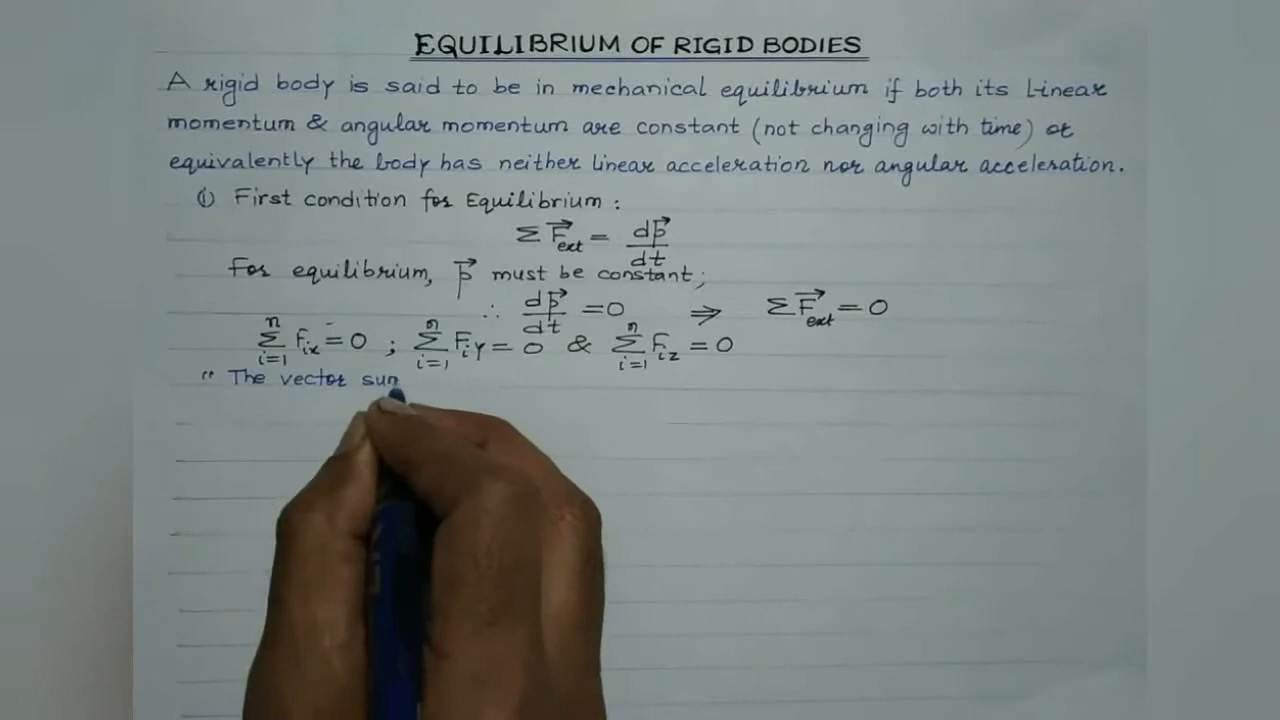 EQUILIBRIUM OF RIGID BODIES
A rigid body is said to be in mechanical equilibrium if both its linear
momentum & angular momentum are constant (not changing with time) or
equivalently the body has neither linear acceleration nor angular acceleration.
(i) First condition for Equilibrium :
Σ F⃗ext = dp⃗/dt
For equilibrium, p⃗ must be constant;
∴ dp⃗/dt = 0 ⇒ Σ F⃗ext = 0
Σⁿᵢ₌₁ Fix = 0 ; Σⁿᵢ₌₁ Fiy = 0 & Σⁿᵢ₌₁ Fiz = 0
" The vector sum